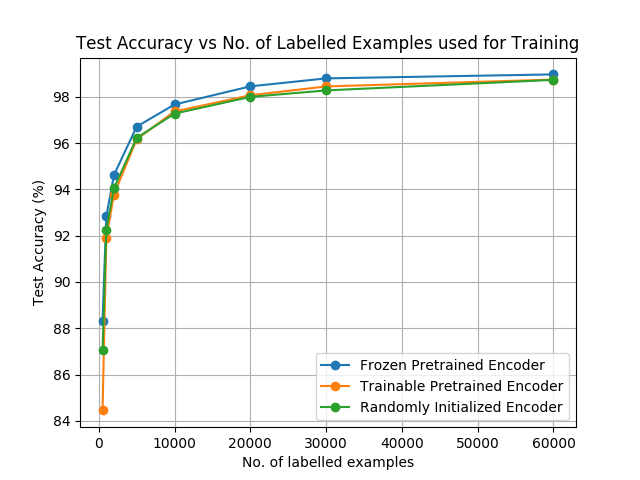 Test Accuracy vs No. of Labelled Examples used for Training
98
96
94
92
90
88
86
84
Test Accuracy (%)
Frozen Pretrained Encoder
Trainable Pretrained Encoder
Randomly Initialized Encoder
0 10000 20000 30000 40000 50000 60000
No. of labelled examples